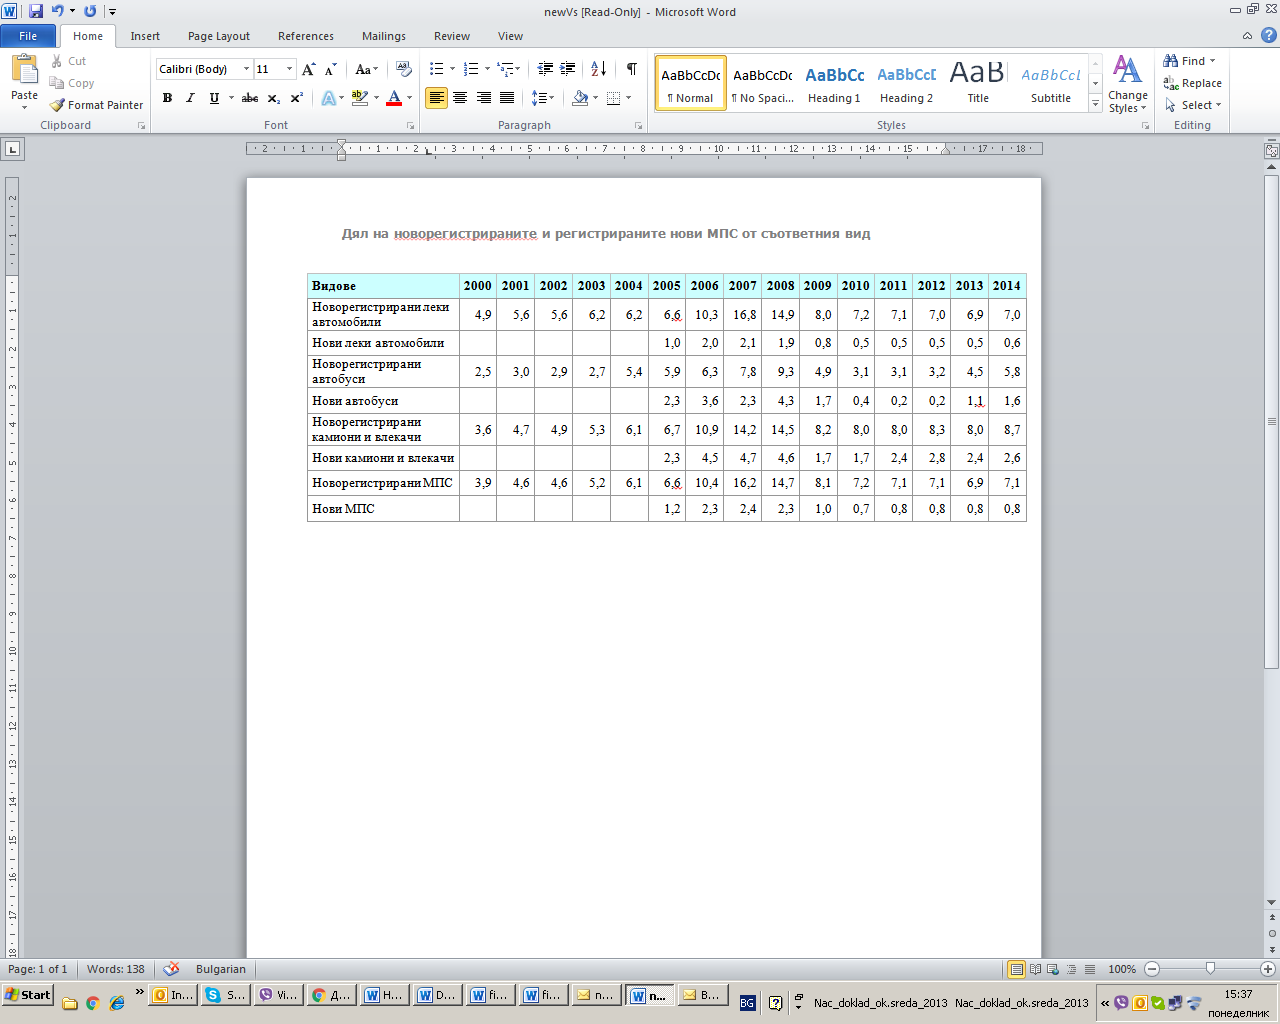 newVs [Read-Only] - Microsoft Word
File Home Insert Page Layout References Mailings Review View
Paste
Cut
Copy
Format Painter
Clipboard
Calibri (Body) 11
Font
Paragraph
AaBbCcDc AaBbCcDc AaBbCc AaBbCcD AaB AaBbCcL
¶ Normal ¶ No Spaci... Heading 1 Heading 2 Title Subtitle
Styles
Change Styles
Find
Replace
Select
Editing
Дял на новорегистрираните и регистрираните нови МПС от съответния вид
Видове 2000 2001 2002 2003 2004 2005 2006 2007 2008 2009 2010 2011 2012 2013 2014
Новорегистрирани леки
автомобили 4,9 5,6 5,6 6,2 6,2 6,6 10,3 16,8 14,9 8,0 7,2 7,1 7,0 6,9 7,0
Нови леки автомобили 1,0 2,0 2,1 1,9 0,8 0,5 0,5 0,5 0,5 0,6
Новорегистрирани
автобуси 2,5 3,0 2,9 2,7 5,4 5,9 6,3 7,8 9,3 4,9 3,1 3,1 3,2 4,5 5,8
Нови автобуси 2,3 3,6 2,3 4,3 1,7 0,4 0,2 0,2 1,1 1,6
Новорегистрирани
камиони и влекачи 3,6 4,7 4,9 5,3 6,1 6,7 10,9 14,2 14,5 8,2 8,0 8,0 8,3 8,0 8,7
Нови камиони и влекачи 2,3 4,5 4,7 4,6 1,7 1,7 2,4 2,8 2,4 2,6
Новорегистрирани МПС 3,9 4,6 4,6 5,2 6,1 6,6 10,4 16,2 14,7 8,1 7,2 7,1 7,1 6,9 7,1
Нови МПС 1,2 2,3 2,4 2,3 1,0 0,7 0,8 0,8 0,8 0,8
Page: 1 of 1 Words: 138 Bulgarian 100%
Start In... S... Vi... Д... H... D... fi... fi... n... n... B... BG Nac_doklad_ok.sreda_2013 Nac_doklad_ok.sreda_2013 15:37
понеделник